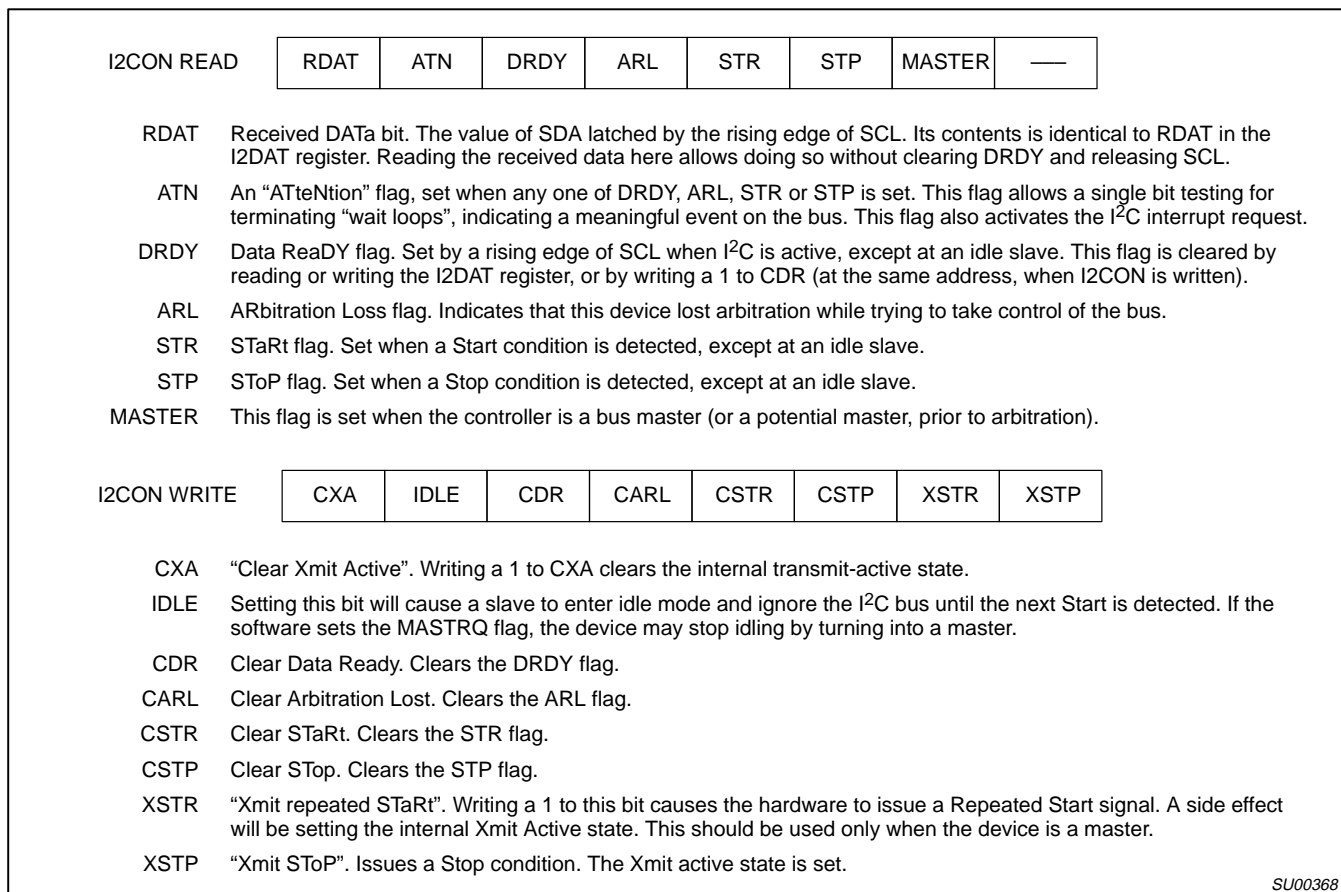 I2CON READ RDAT ATN DRDY ARL STR STP MASTER —
RDAT Received DATa bit. The value of SDA latched by the rising edge of SCL. Its contents is identical to RDAT in the
I2DAT register. Reading the received data here allows doing so without clearing DRDY and releasing SCL.
ATN An “ATteNtion” flag, set when any one of DRDY, ARL, STR or STP is set. This flag allows a single bit testing for
terminating “wait loops”, indicating a meaningful event on the bus. This flag also activates the I²C interrupt request.
DRDY Data ReaDY flag. Set by a rising edge of SCL when I²C is active, except at an idle slave. This flag is cleared by
reading or writing the I2DAT register, or by writing a 1 to CDR (at the same address, when I2CON is written).
ARL ARbitration Loss flag. Indicates that this device lost arbitration while trying to take control of the bus.
STR STaRt flag. Set when a Start condition is detected, except at an idle slave.
STP SToP flag. Set when a Stop condition is detected, except at an idle slave.
MASTER This flag is set when the controller is a bus master (or a potential master, prior to arbitration).
I2CON WRITE CXA IDLE CDR CARL CSTR CSTP XSTR XSTP
CXA “Clear Xmit Active”. Writing a 1 to CXA clears the internal transmit-active state.
IDLE Setting this bit will cause a slave to enter idle mode and ignore the I²C bus until the next Start is detected. If the
software sets the MASTRQ flag, the device may stop idling by turning into a master.
CDR Clear Data Ready. Clears the DRDY flag.
CARL Clear Arbitration Lost. Clears the ARL flag.
CSTR Clear STaRt. Clears the STR flag.
CSTP Clear STop. Clears the STP flag.
XSTR “Xmit repeated STaRt”. Writing a 1 to this bit causes the hardware to issue a Repeated Start signal. A side effect
will be setting the internal Xmit Active state. This should be used only when the device is a master.
XSTP “Xmit SToP”. Issues a Stop condition. The Xmit active state is set.
SU00368